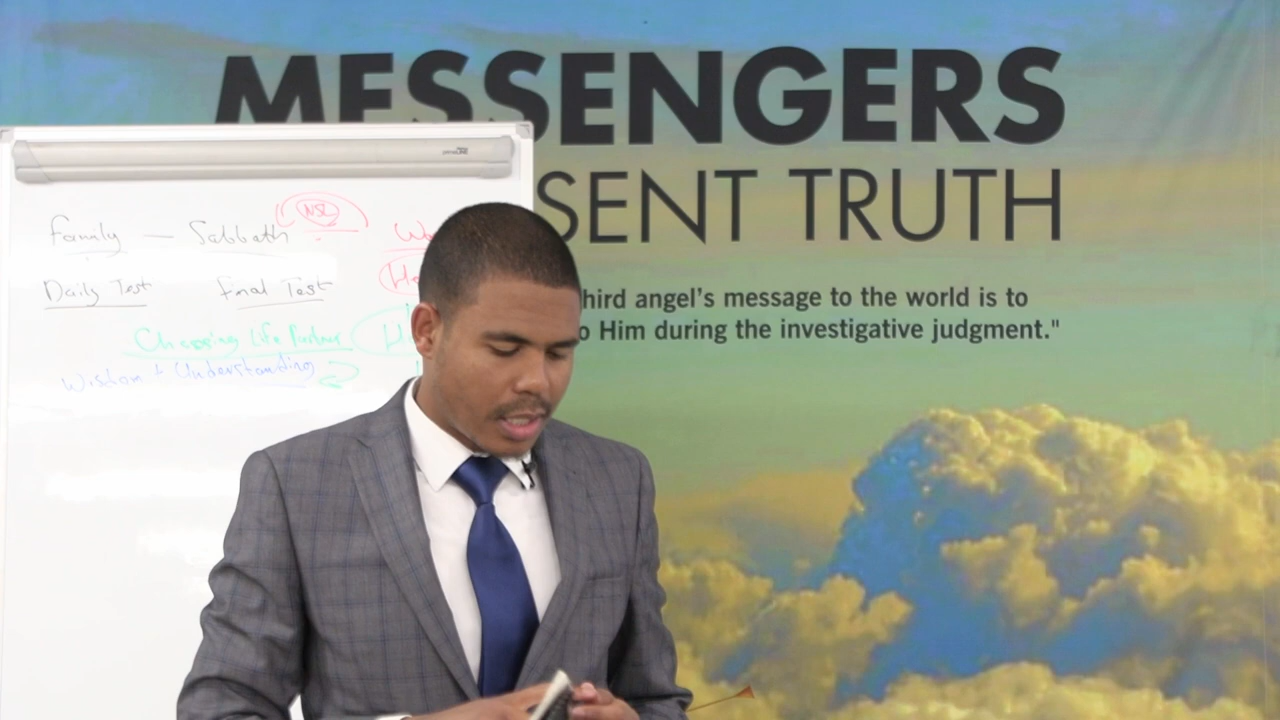 MESSENGERS
SENT TRUTH
hird angel's message to the world is to
o Him during the investigative judgment."
Family — Sabbath NSL
Daily Test Final Test
Choosing Life Partner
Wisdom + Understanding